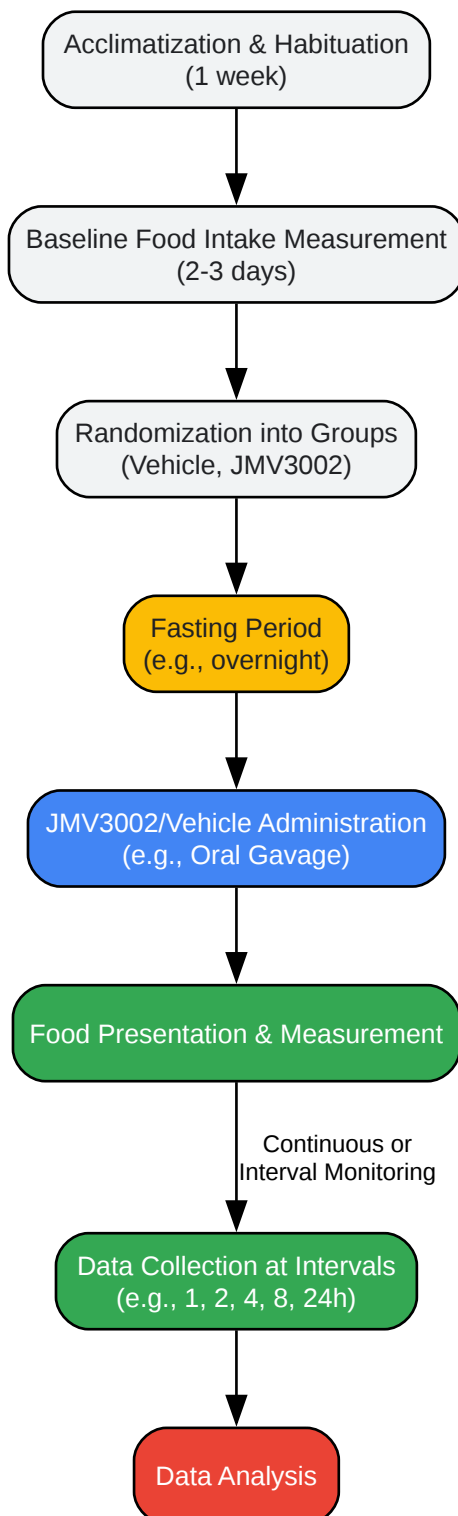 Acclimatization & Habituation
(1 week)
Baseline Food Intake Measurement
(2-3 days)
Randomization into Groups
(Vehicle, JMV3002)
Fasting Period
(e.g., overnight)
JMV3002/Vehicle Administration
(e.g., Oral Gavage)
Food Presentation & Measurement
Continuous or
Interval Monitoring
Data Collection at Intervals
(e.g., 1, 2, 4, 8, 24h)
Data Analysis